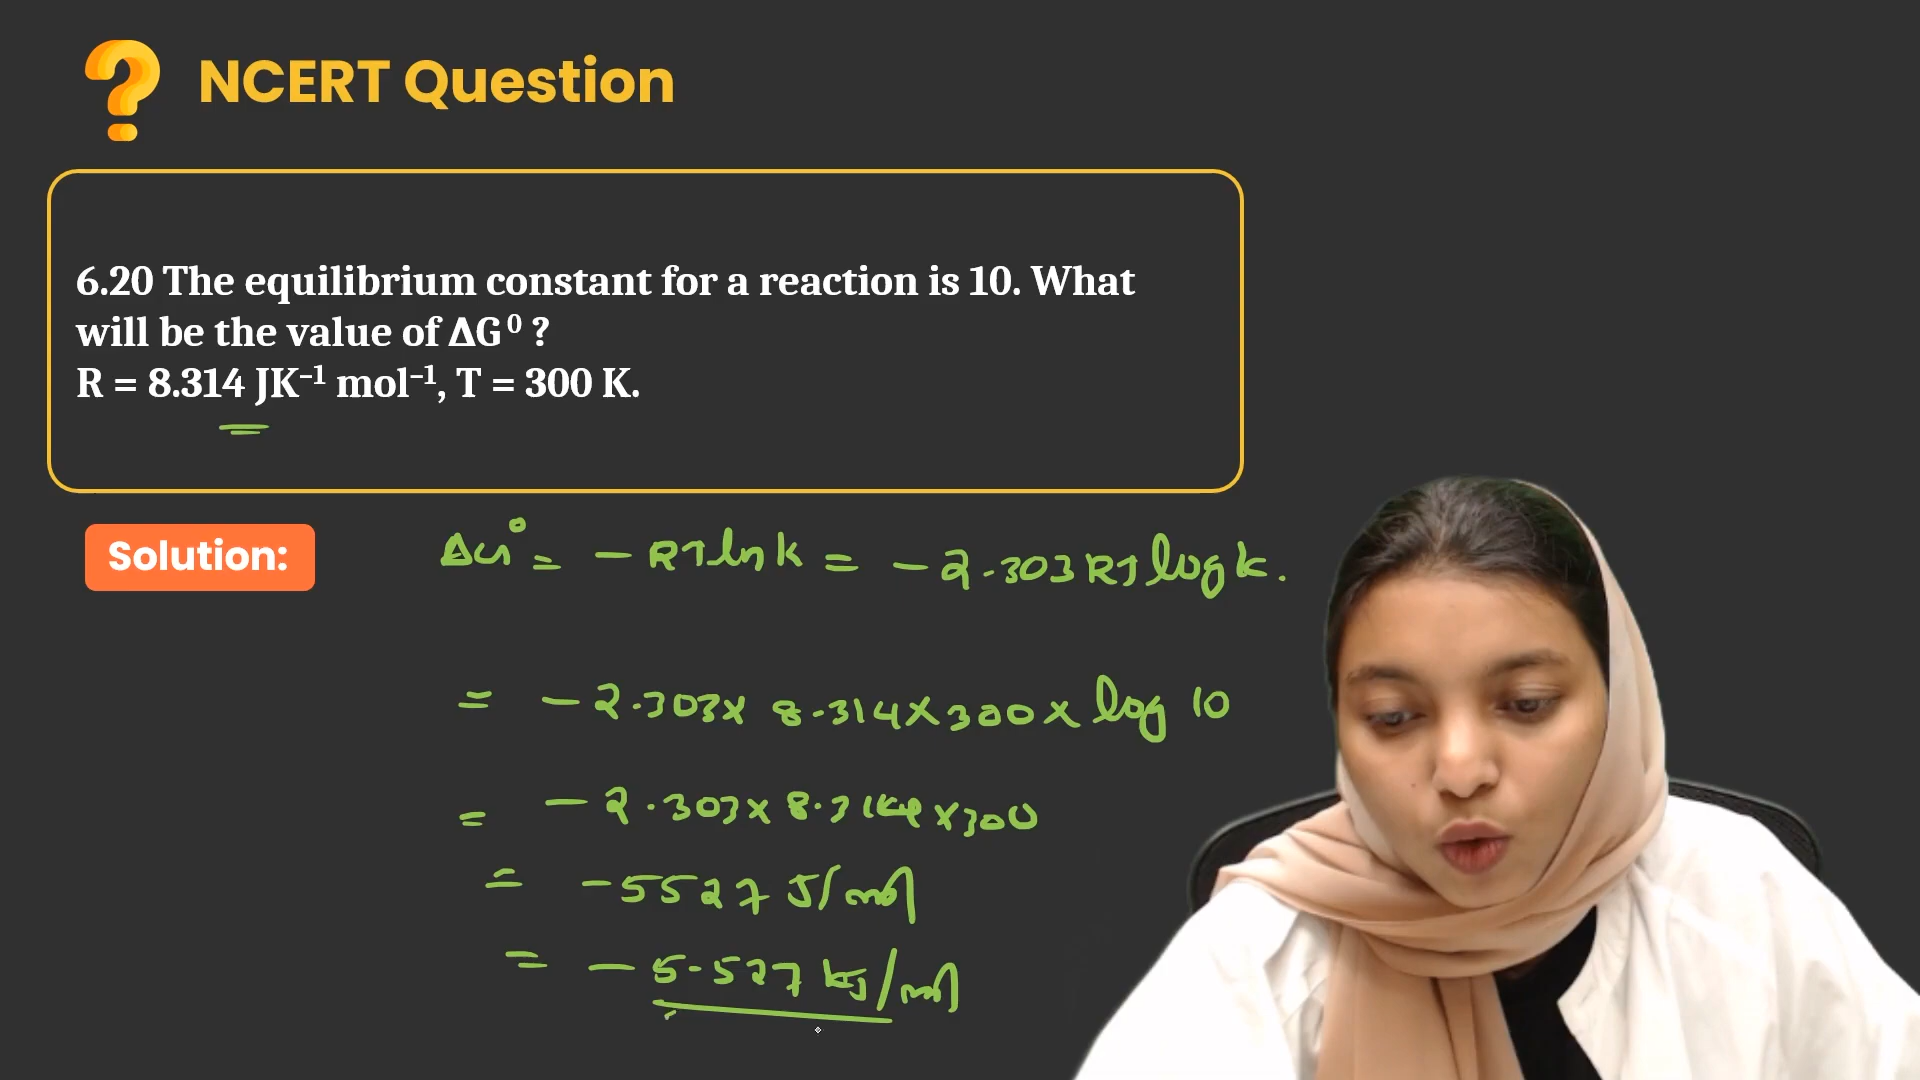 NCERT Question
6.20 The equilibrium constant for a reaction is 10. What
will be the value of ΔG⁰ ?
R = 8.314 JK⁻¹ mol⁻¹, T = 300 K.
Solution:
ΔG° = - RT ln k = - 2.303 RT log k.
= - 2.303 x 8.314 x 300 x log 10
= - 2.303 x 8.314 x 300
= - 5527 J/mol
= - 5.527 kJ/mol